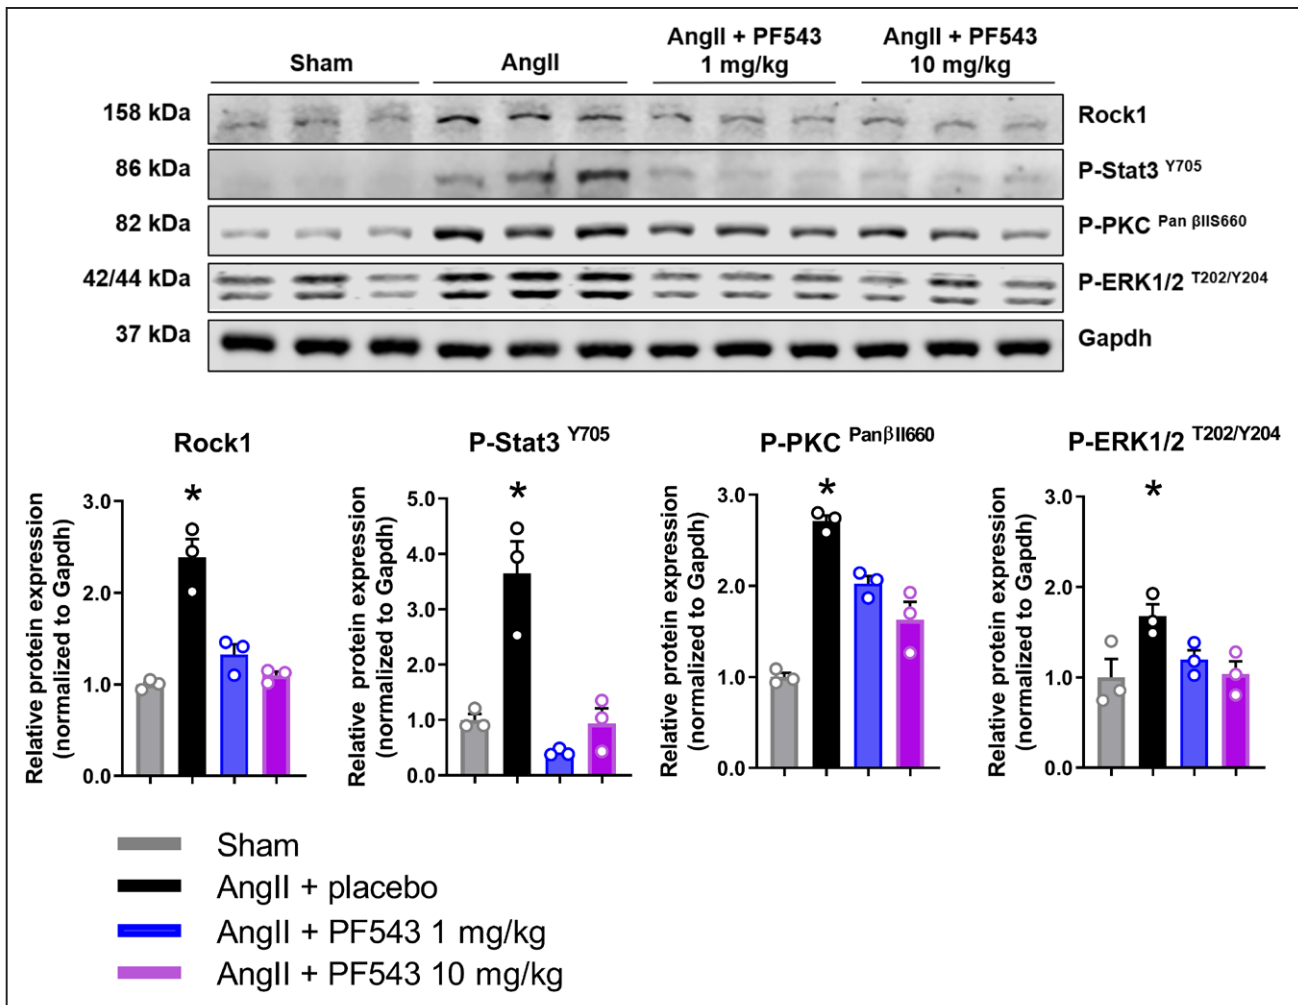 Sham
AngII
AngII + PF543
1 mg/kg
AngII + PF543
10 mg/kg
158 kDa
Rock1
86 kDa
P-Stat3 Y705
82 kDa
P-PKC Pan βIIS660
42/44 kDa
P-ERK1/2 T202/Y204
37 kDa
Gapdh
Rock1
Relative protein expression
(normalized to Gapdh)
3.0
2.0
1.0
0.0
*
P-Stat3 Y705
Relative protein expression
(normalized to Gapdh)
5.0
4.0
3.0
2.0
1.0
0.0
*
P-PKC PanβII660
Relative protein expression
(normalized to Gapdh)
3.0
2.0
1.0
0.0
*
P-ERK1/2 T202/Y204
Relative protein expression
(normalized to Gapdh)
3.0
2.0
1.0
0.0
*
Sham
AngII + placebo
AngII + PF543 1 mg/kg
AngII + PF543 10 mg/kg